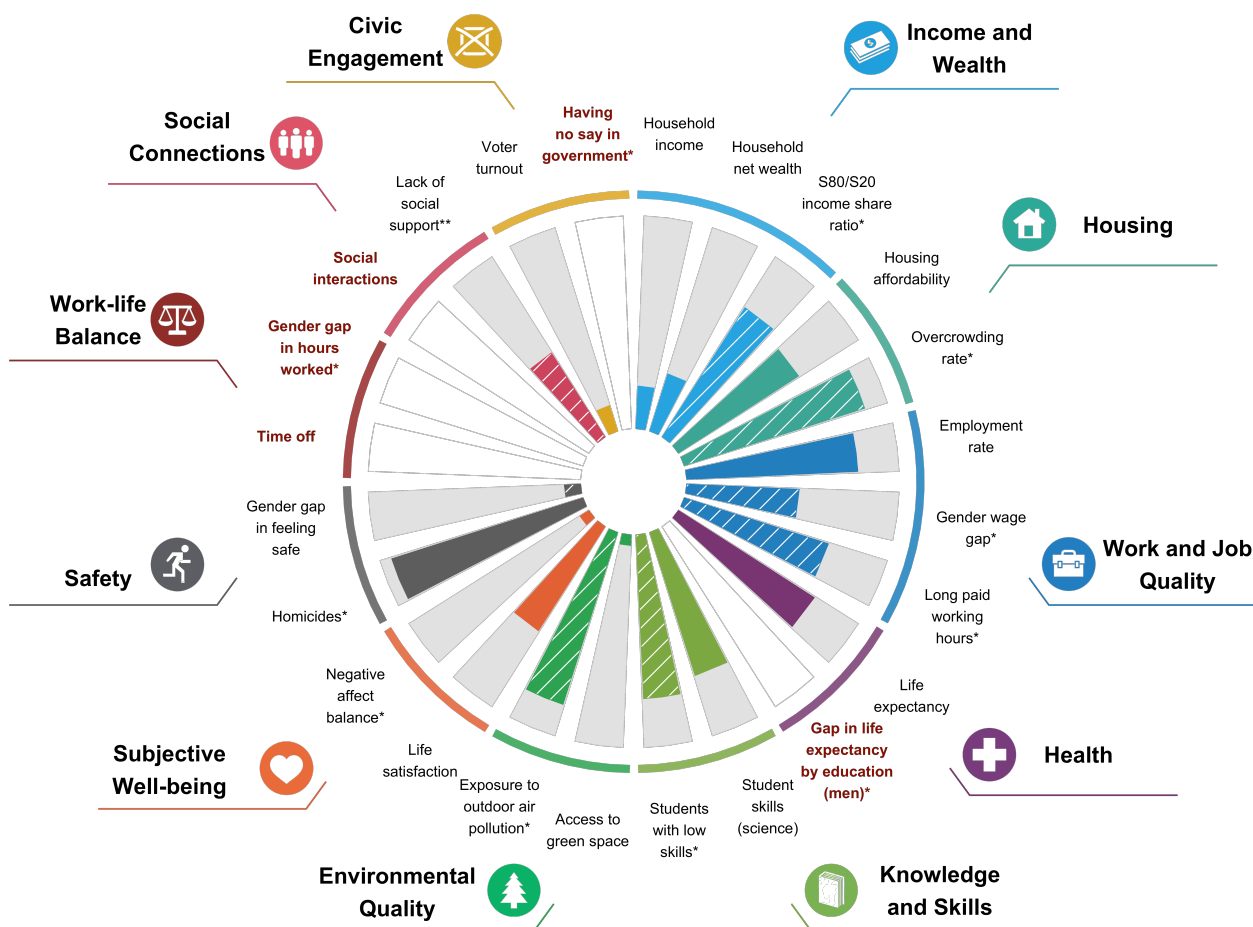 Civic
Engagement
Income and
Wealth
Social
Connections
Having
no say in
government*
Household
income
Voter
turnout
Household
net wealth
Lack of
social
support**
S80/S20
income share
ratio*
Housing
Social
interactions
Housing
affordability
Work-life
Balance
Gender gap
in hours
worked*
Overcrowding
rate*
Time off
Employment
rate
Gender gap
in feeling
safe
Gender wage
gap*
Work and Job
Quality
Safety
Homicides*
Long paid
working
hours*
Negative
affect
balance*
Life
expectancy
Subjective
Well-being
Life
satisfaction
Gap in life
expectancy
by education
(men)*
Health
Exposure to
outdoor air
pollution*
Access to
green space
Students
with low
skills*
Student
skills
(science)
Environmental
Quality
Knowledge
and Skills